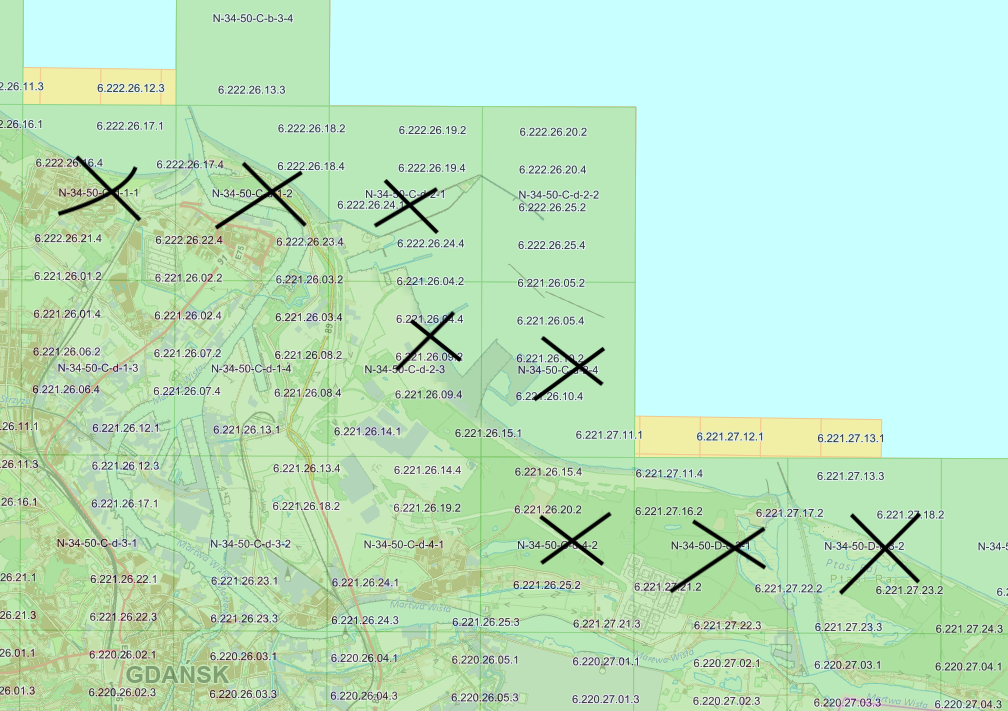 N-34-50-C-b-3-4
2.26.11.3 6.222.26.12.3 6.222.26.13.3
2.26.16.1 6.222.26.17.1 6.222.26.18.2 6.222.26.19.2 6.222.26.20.2
6.222.26.16.4 6.222.26.17.4 6.222.26.18.4 6.222.26.19.4 6.222.26.20.4
N-34-50-C-d-1-1 N-34-50-C-d-1-2 N-34-50-C-d-2-1 N-34-50-C-d-2-2
6.222.26.24.1 6.222.26.25.2
6.222.26.21.4 6.222.26.22.4 6.222.26.23.4 6.222.26.24.4 6.222.26.25.4
91 E75
6.221.26.01.2 6.221.26.02.2 6.221.26.03.2 6.221.26.04.2 6.221.26.05.2
6.221.26.01.4 6.221.26.02.4 6.221.26.03.4 6.221.26.04.4 6.221.26.05.4
89
6.221.26.06.2 6.221.26.07.2 6.221.26.08.2 6.221.26.09.2 6.221.26.10.2
N-34-50-C-d-1-3 N-34-50-C-d-1-4 N-34-50-C-d-2-3 N-34-50-C-d-2-4
6.221.26.06.4 6.221.26.07.4 6.221.26.08.4 6.221.26.09.4 6.221.26.10.4
.26.11.1 6.221.26.12.1 6.221.26.13.1 6.221.26.14.1 6.221.26.15.1 6.221.27.11.1 6.221.27.12.1 6.221.27.13.1
.26.11.3 6.221.26.12.3 6.221.26.13.4 6.221.26.14.4 6.221.26.15.4 6.221.27.11.4 6.221.27.13.3
.26.16.1 6.221.26.17.1 6.221.26.18.2 6.221.26.19.2 6.221.26.20.2 6.221.27.16.2 6.221.27.17.2 6.221.27.18.2
N-34-50-C-d-3-1 N-34-50-C-d-3-2 N-34-50-C-d-4-1 N-34-50-C-d-4-2 N-34-50-D-c-3-1 N-34-50-D-c-3-2 N-34-5
Martwa Wisła
Ptasi
.26.21.1 6.221.26.22.1 6.221.26.23.1 6.221.26.24.1 6.221.26.25.2 6.221.27.21.2 6.221.27.22.2 6.221.27.23.2
Martwa Wisła
.26.21.3 6.221.26.22.3 6.221.26.23.3 6.221.26.24.3 6.221.26.25.3 6.221.27.21.3 6.221.27.22.3 6.221.27.23.3 6.221.27.24.3
.26.01.1 6.220.26.02.1 6.220.26.03.1 6.220.26.04.1 6.220.26.05.1 6.220.27.01.1 Martwa Wisła 6.220.27.02.1 6.220.27.03.1 6.220.27.04.1
GDAŃSK
.26.01.3 6.220.26.02.3 6.220.26.03.3 6.220.26.04.3 6.220.26.05.3 6.220.27.01.3 6.220.27.02.3 6.220.27.03.3 6.220.27.04.3
Martwa Wisła